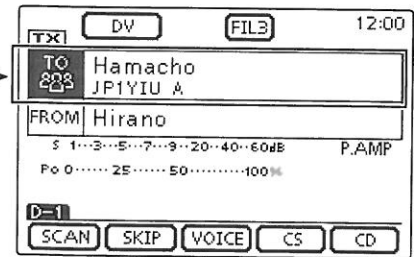 DV FIL3 12:00
TX
TO Hamacho
JP1YIU A
FROM Hirano
S 1···3···5···7···9··20··40··60dB P.AMP
Po 0······25······50··········100%
D-1
SCAN SKIP VOICE CS CD